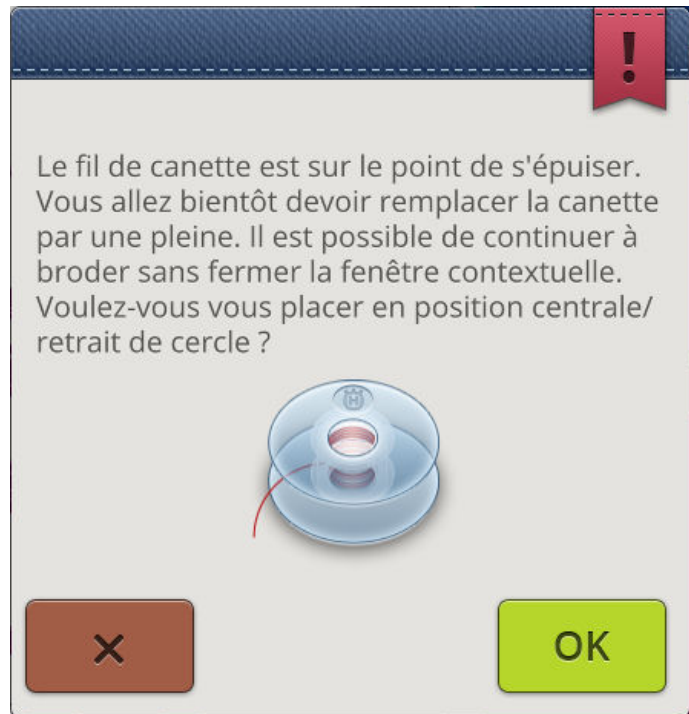 !
Le fil de canette est sur le point de s'épuiser.
Vous allez bientôt devoir remplacer la canette
par une pleine. Il est possible de continuer à
broder sans fermer la fenêtre contextuelle.
Voulez-vous vous placer en position centrale/
retrait de cercle ?
H
OK